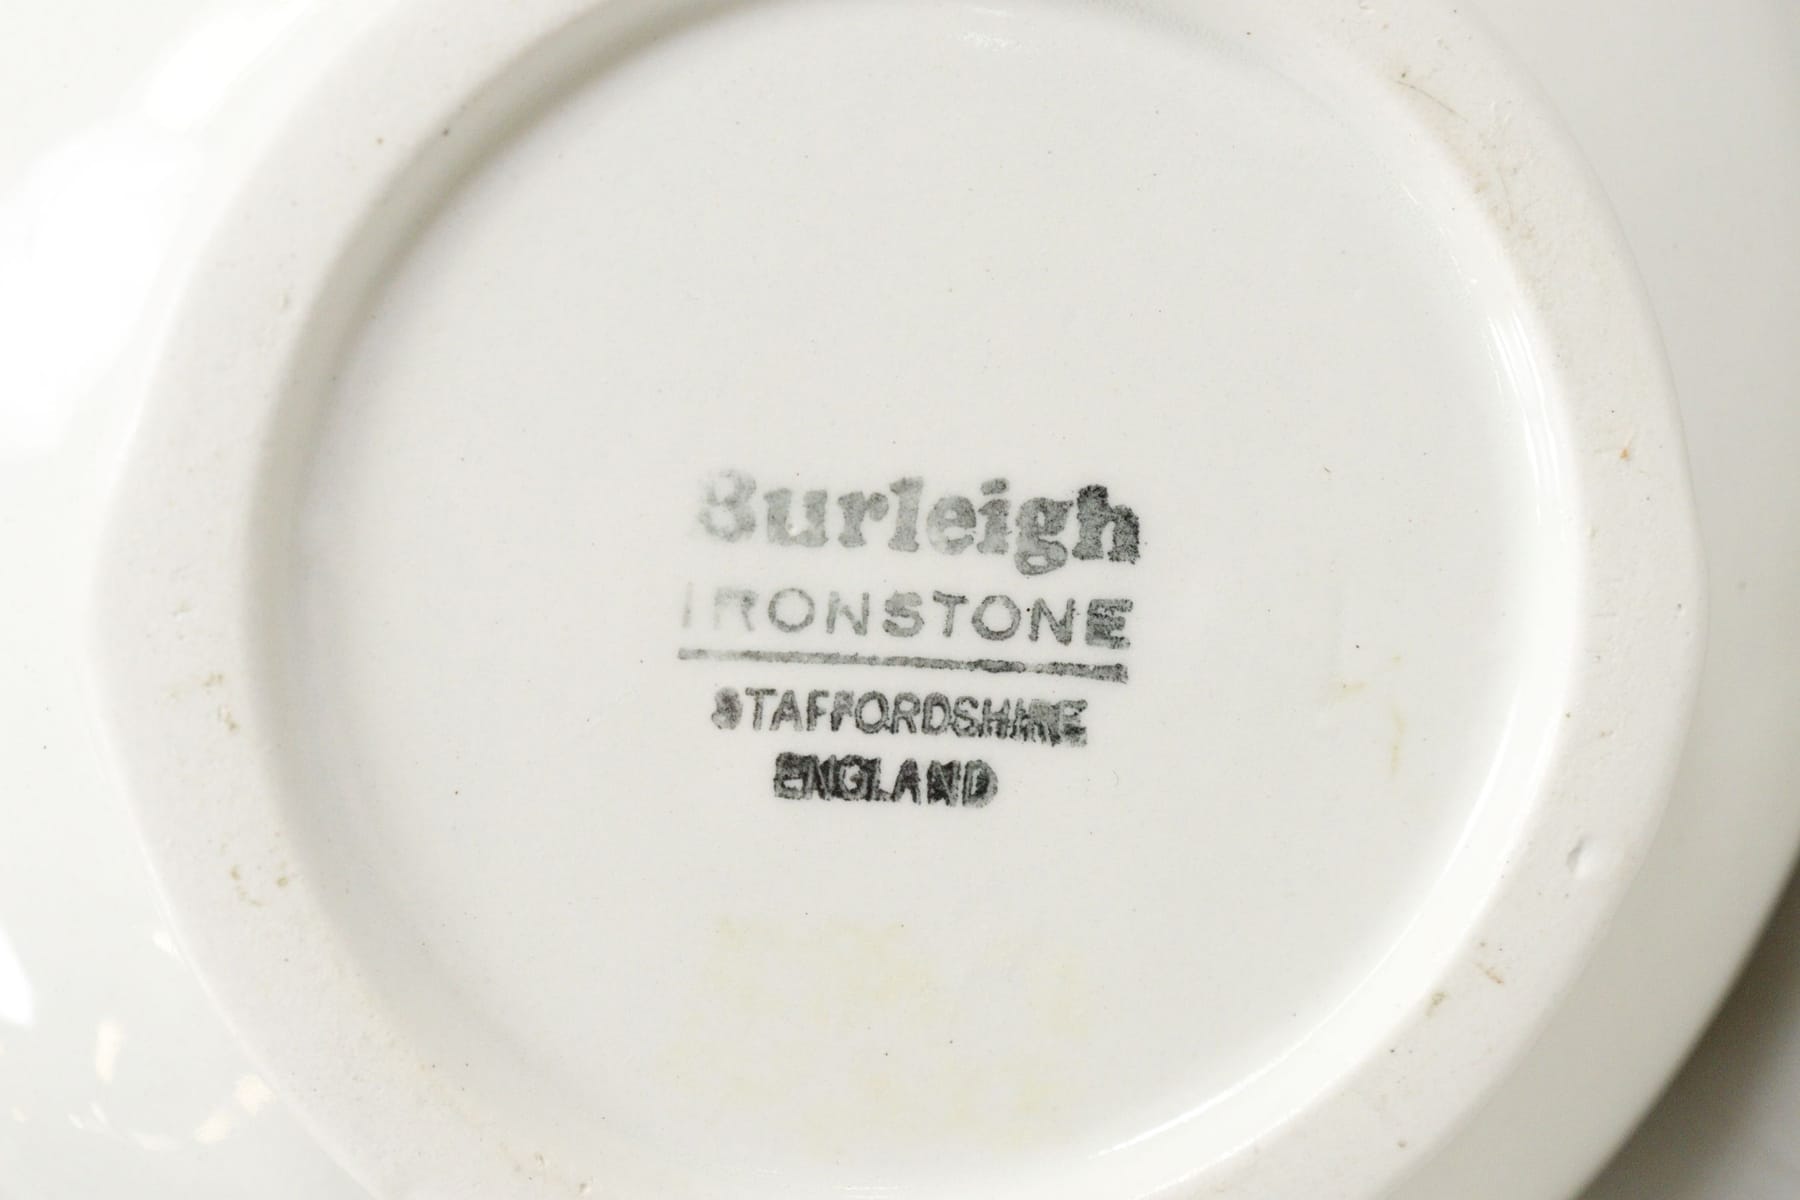 Burleigh
IRONSTONE
STAFFORDSHIRE
ENGLAND